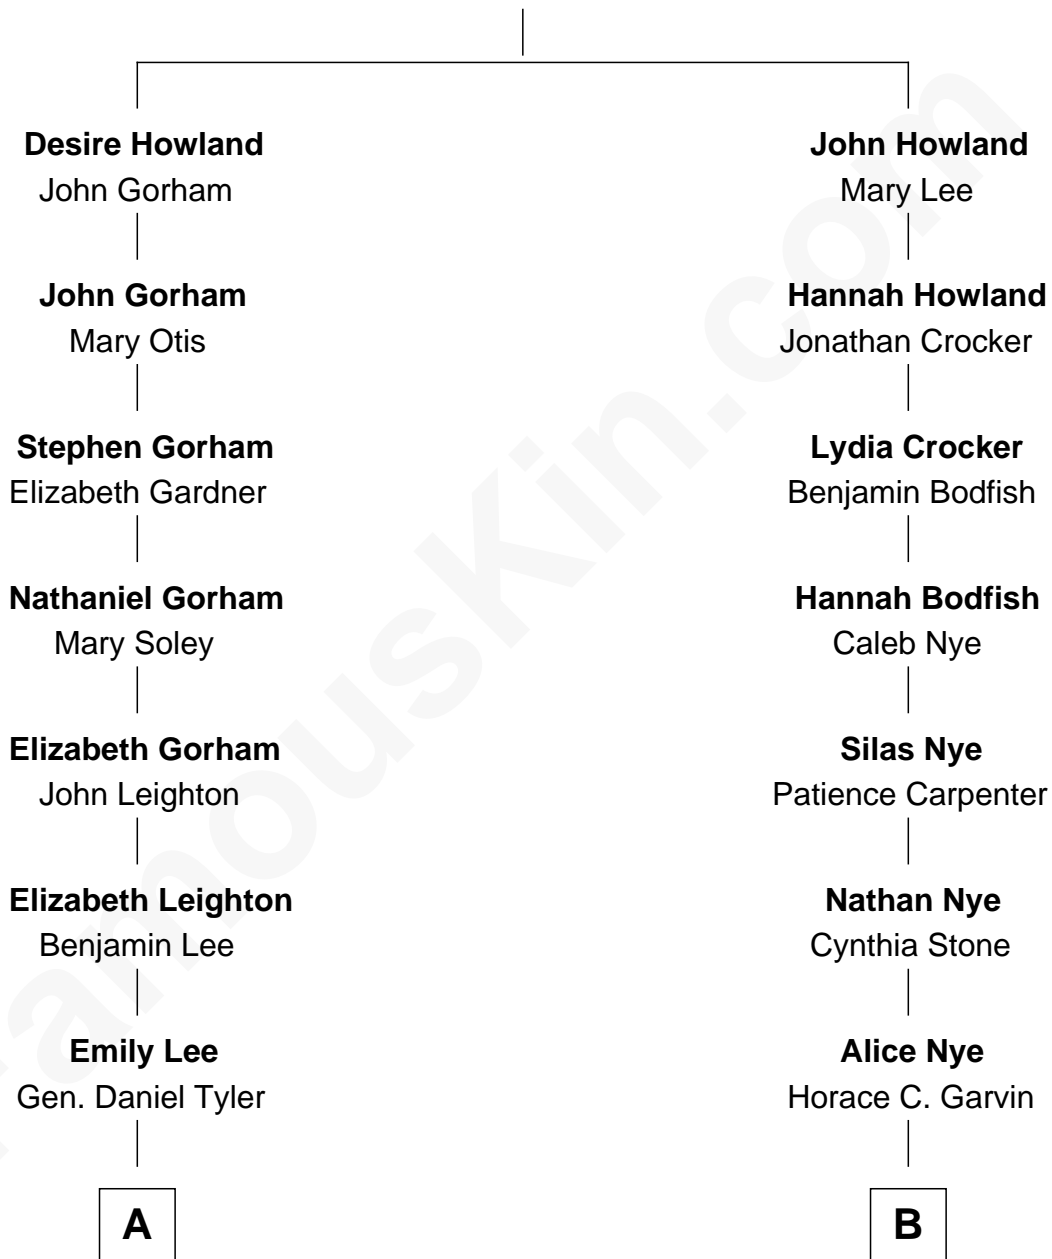 Desire Howland
John Gorham
John Howland
Mary Lee
John Gorham
Mary Otis
Hannah Howland
Jonathan Crocker
Stephen Gorham
Elizabeth Gardner
Lydia Crocker
Benjamin Bodfish
Nathaniel Gorham
Mary Soley
Hannah Bodfish
Caleb Nye
Elizabeth Gorham
John Leighton
Silas Nye
Patience Carpenter
Elizabeth Leighton
Benjamin Lee
Nathan Nye
Cynthia Stone
Emily Lee
Gen. Daniel Tyler
Alice Nye
Horace C. Garvin
A
B
FamousKin.com